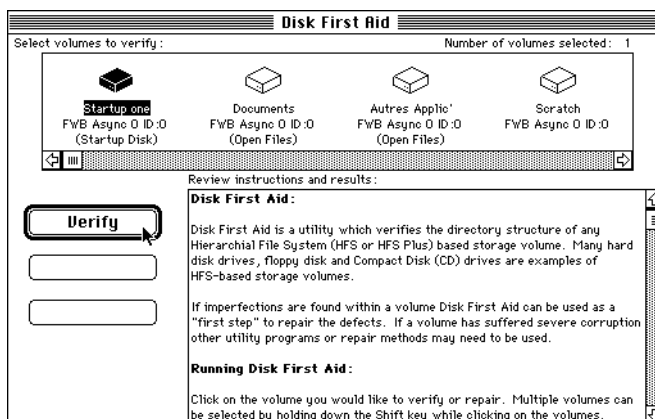 Disk First Aid
Select volumes to verify: Number of volumes selected: 1
Startup one Documents Autres Applic' Scratch
FWB Async 0 ID:0 FWB Async 0 ID:0 FWB Async 0 ID:0 FWB Async 0 ID:0
(Startup Disk) (Open Files) (Open Files)
Review instructions and results:
Verify
Disk First Aid:
Disk First Aid is a utility which verifies the directory structure of any
Hierarchial File System (HFS or HFS Plus) based storage volume. Many hard
disk drives, floppy disk and Compact Disk (CD) drives are examples of
HFS-based storage volumes.
If imperfections are found within a volume Disk First Aid can be used as a
"first step" to repair the defects. If a volume has suffered severe corruption
other utility programs or repair methods may need to be used.
Running Disk First Aid:
Click on the volume you would like to verify or repair. Multiple volumes can
be selected by holding down the Shift key while clicking on the volumes.